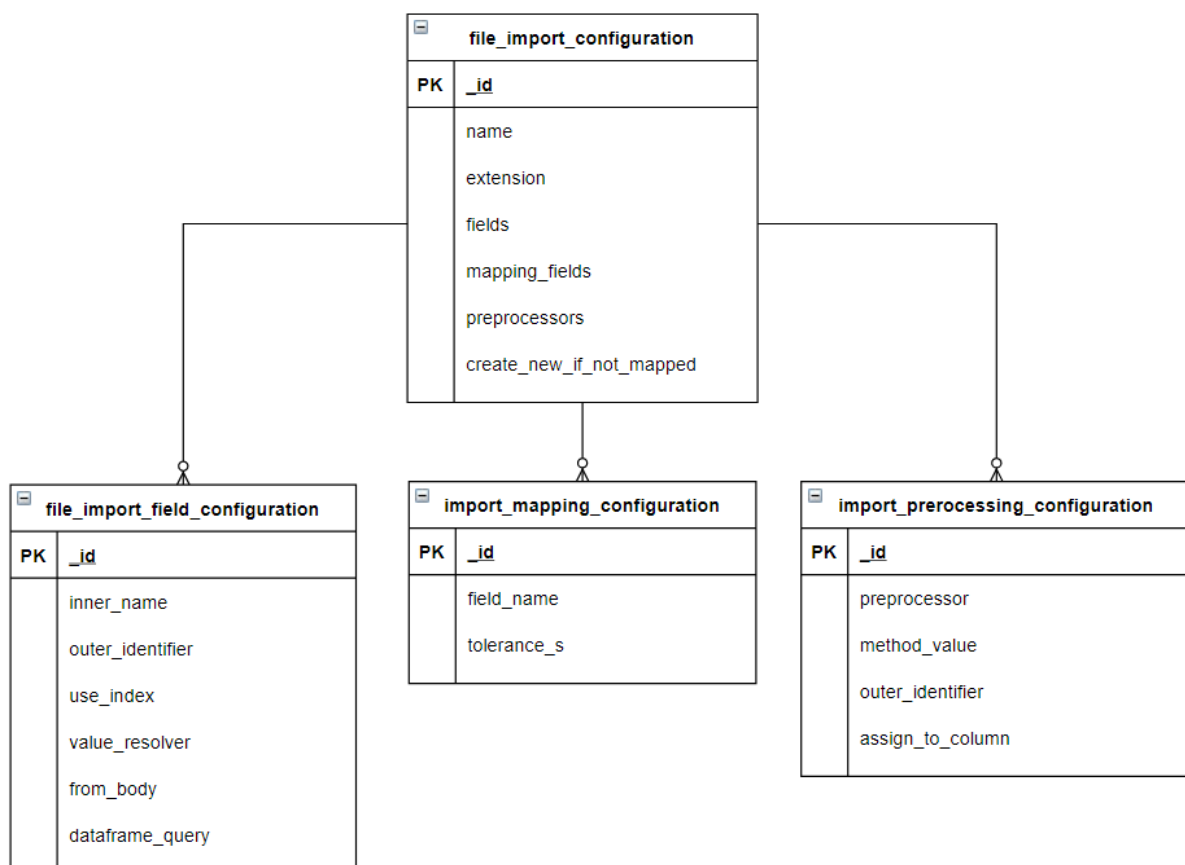 file_import_configuration
PK _id
name
extension
fields
mapping_fields
preprocessors
create_new_if_not_mapped
file_import_field_configuration
PK _id
inner_name
outer_identifier
use_index
value_resolver
from_body
dataframe_query
import_mapping_configuration
PK _id
field_name
tolerance_s
import_prerocessing_configuration
PK _id
preprocessor
method_value
outer_identifier
assign_to_column